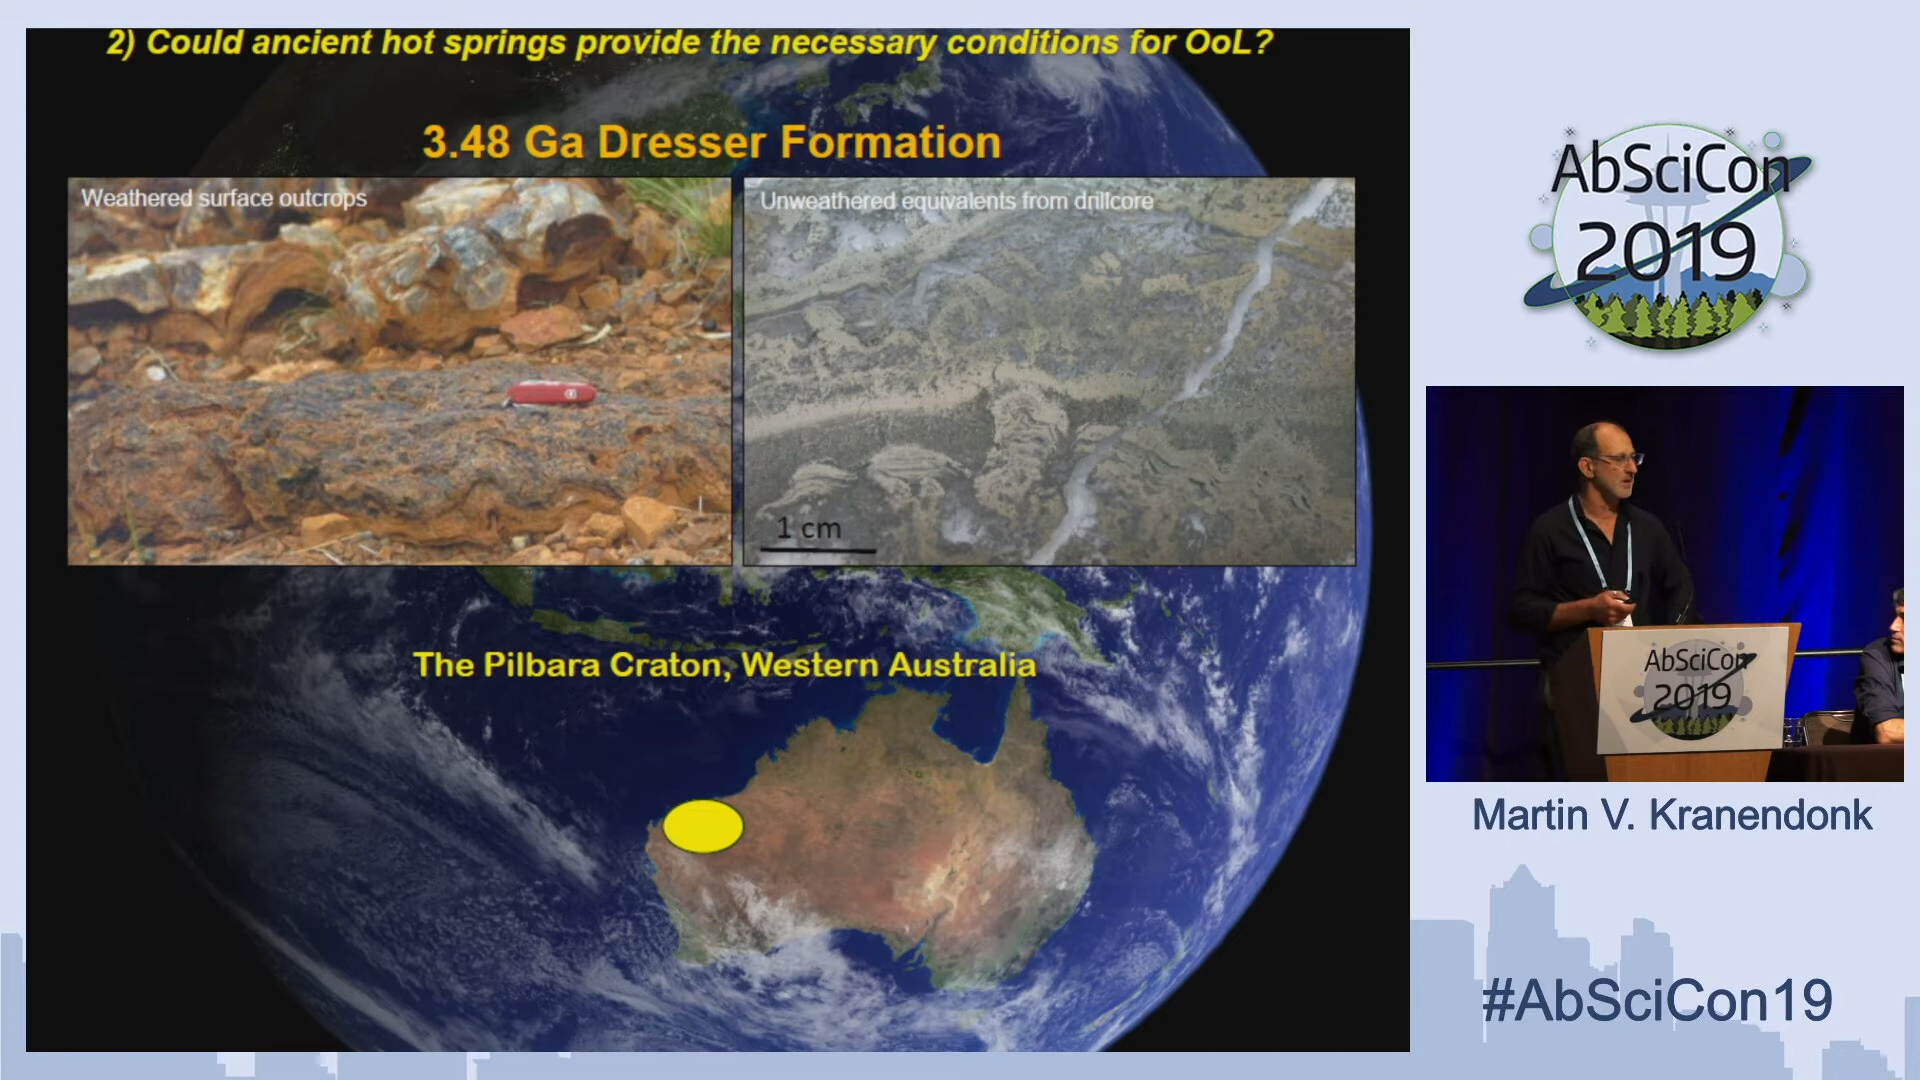 2) Could ancient hot springs provide the necessary conditions for OoL?
3.48 Ga Dresser Formation
Weathered surface outcrops
Unweathered equivalents from drillcore
1 cm
The Pilbara Craton, Western Australia
AbSciCon
2019
AbSciCon
2019
Martin V. Kranendonk
#AbSciCon19